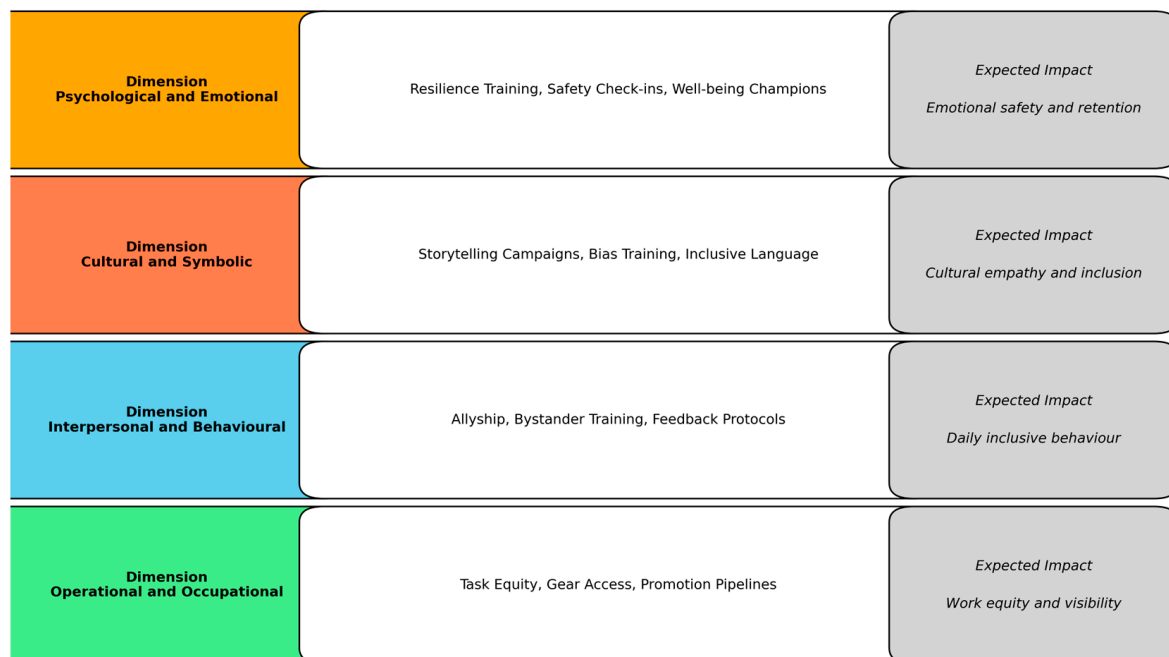 Dimension
Psychological and Emotional
Resilience Training, Safety Check-ins, Well-being Champions
Expected Impact
Emotional safety and retention
Dimension
Cultural and Symbolic
Storytelling Campaigns, Bias Training, Inclusive Language
Expected Impact
Cultural empathy and inclusion
Dimension
Interpersonal and Behavioural
Allyship, Bystander Training, Feedback Protocols
Expected Impact
Daily inclusive behaviour
Dimension
Operational and Occupational
Task Equity, Gear Access, Promotion Pipelines
Expected Impact
Work equity and visibility